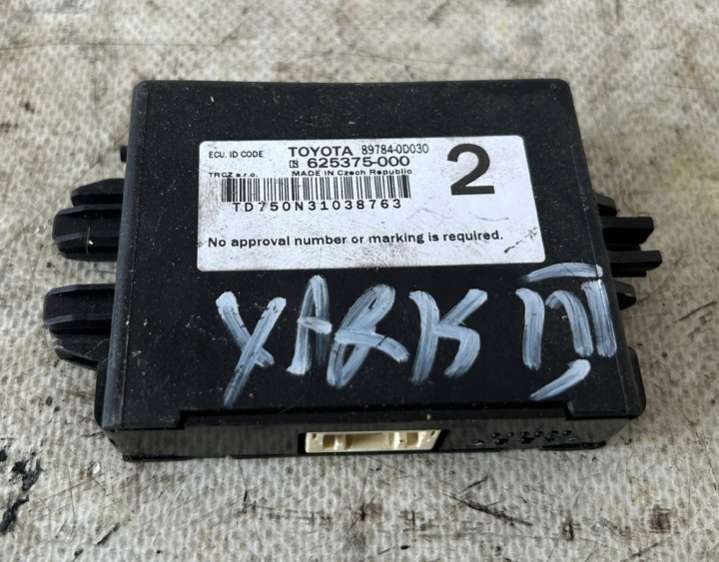 ECU. ID CODE TOYOTA 89784-0D030
625375-000 2
TRCZ s.r.o. MADE IN Czech Republic
TD750N31038763
No approval number or marking is required.
YARK III